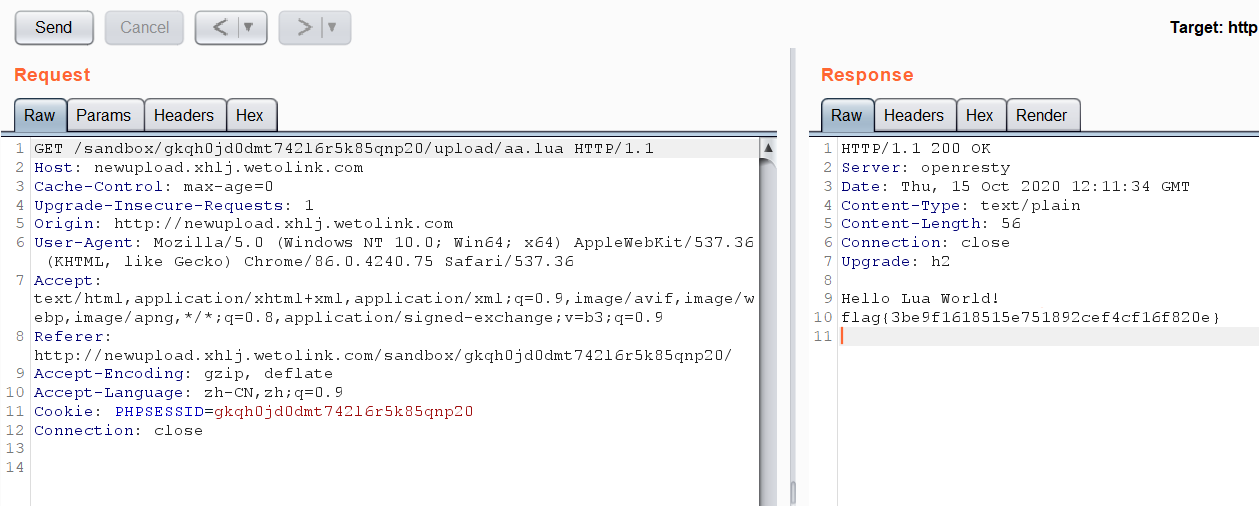 Send Cancel < ▼ > ▼ Target: http
Request
Raw Params Headers Hex
1 GET /sandbox/gkqh0jd0dmt742l6r5k85qnp20/upload/aa.lua HTTP/1.1
2 Host: newupload.xhlj.wetolink.com
3 Cache-Control: max-age=0
4 Upgrade-Insecure-Requests: 1
5 Origin: http://newupload.xhlj.wetolink.com
6 User-Agent: Mozilla/5.0 (Windows NT 10.0; Win64; x64) AppleWebKit/537.36
(KHTML, like Gecko) Chrome/86.0.4240.75 Safari/537.36
7 Accept:
text/html,application/xhtml+xml,application/xml;q=0.9,image/avif,image/w
ebp,image/apng,*/*;q=0.8,application/signed-exchange;v=b3;q=0.9
8 Referer:
http://newupload.xhlj.wetolink.com/sandbox/gkqh0jd0dmt742l6r5k85qnp20/
9 Accept-Encoding: gzip, deflate
10 Accept-Language: zh-CN,zh;q=0.9
11 Cookie: PHPSESSID=gkqh0jd0dmt742l6r5k85qnp20
12 Connection: close
13
14
Response
Raw Headers Hex Render
1 HTTP/1.1 200 OK
2 Server: openresty
3 Date: Thu, 15 Oct 2020 12:11:34 GMT
4 Content-Type: text/plain
5 Content-Length: 56
6 Connection: close
7 Upgrade: h2
8
9 Hello Lua World!
10 flag{3be9f1618515e751892cef4cf16f820e}
11